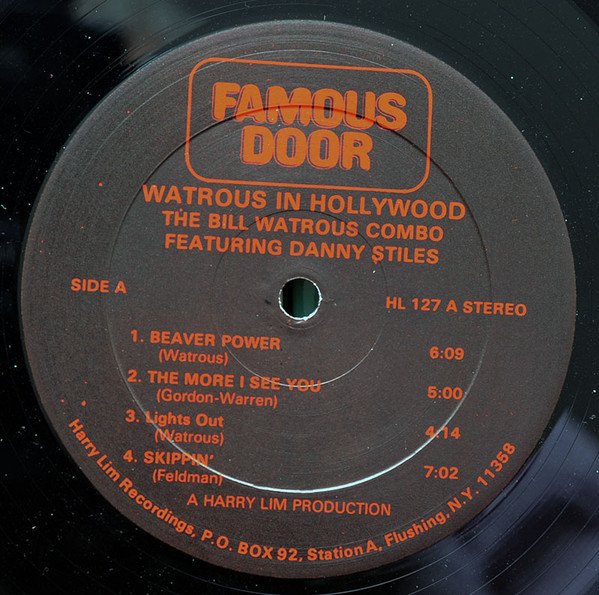 FAMOUS
DOOR
WATROUS IN HOLLYWOOD
THE BILL WATROUS COMBO
FEATURING DANNY STILES
SIDE A
HL 127 A STEREO
1. BEAVER POWER 6:09
(Watrous)
2. THE MORE I SEE YOU 5:00
(Gordon-Warren)
3. Lights Out 4:14
(Watrous)
4. SKIPPIN' 7:02
(Feldman)
A HARRY LIM PRODUCTION
Harry Lim Recordings, P.O. BOX 92, Station A, Flushing, N.Y. 11358